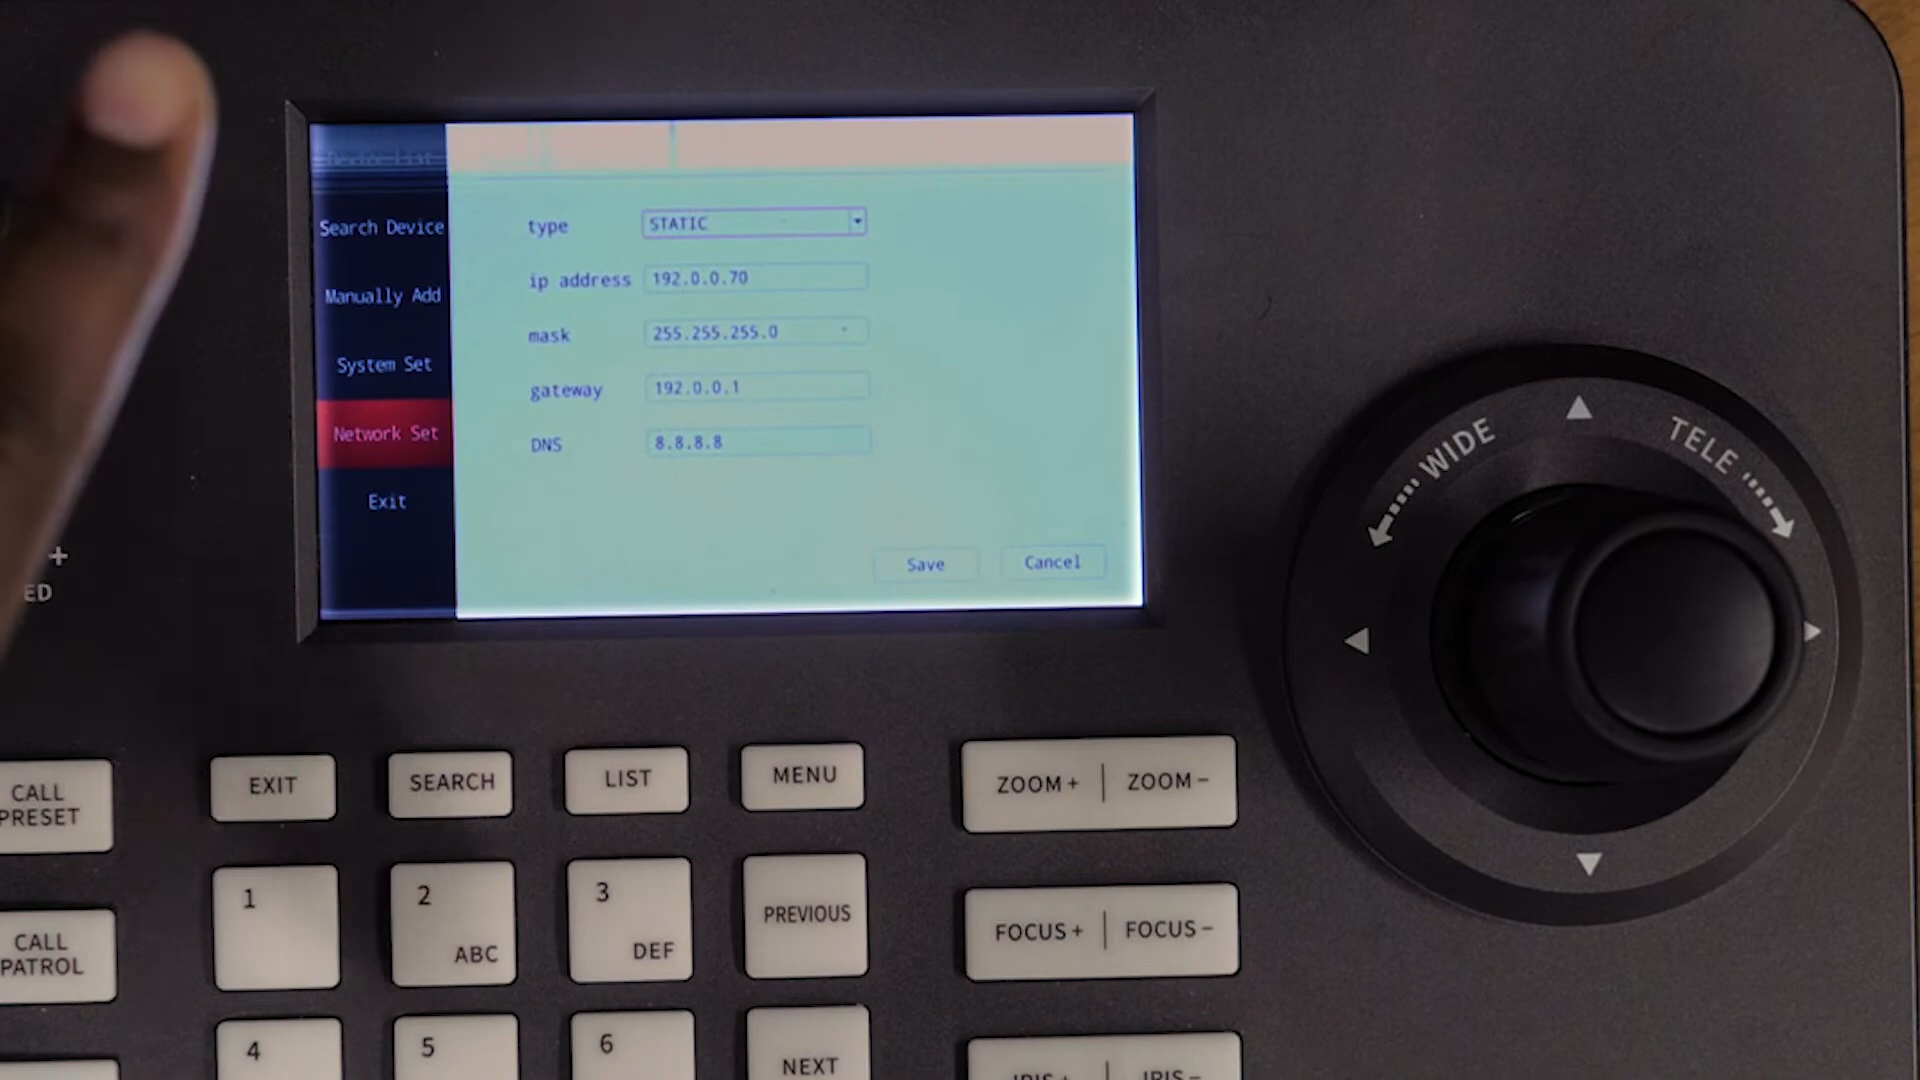 Search Device
Manually Add
System Set
Network Set
Exit
type STATIC
ip address 192.0.0.70
mask 255.255.255.0
gateway 192.0.0.1
DNS 8.8.8.8
Save Cancel
WIDE TELE
+
ED
CALL PRESET
EXIT SEARCH LIST MENU
ZOOM+ | ZOOM-
1 2 ABC 3 DEF PREVIOUS
FOCUS+ | FOCUS-
CALL PATROL
4 5 6 NEXT
IRIS+ IRIS-